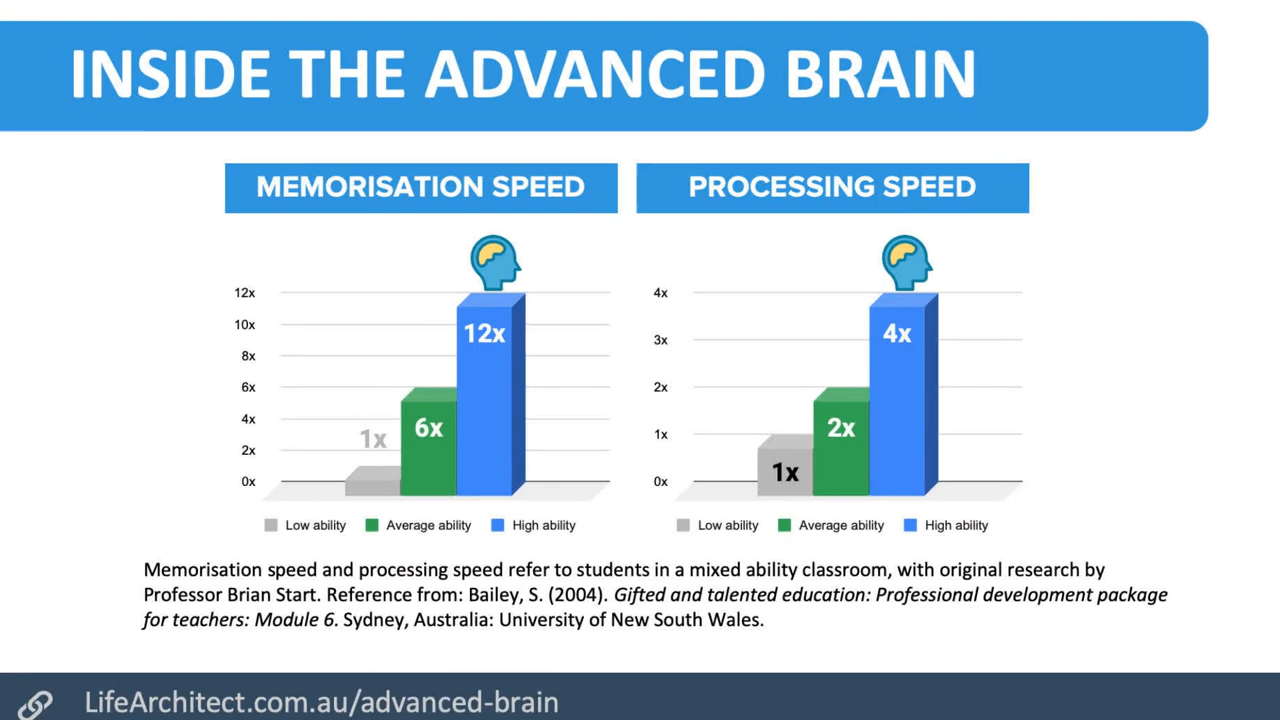 INSIDE THE ADVANCED BRAIN
MEMORISATION SPEED
12x
10x
8x
6x
4x
2x
0x
1x
6x
12x
Low ability
Average ability
High ability
PROCESSING SPEED
4x
3x
2x
1x
0x
1x
2x
4x
Low ability
Average ability
High ability
Memorisation speed and processing speed refer to students in a mixed ability classroom, with original research by
Professor Brian Start. Reference from: Bailey, S. (2004). Gifted and talented education: Professional development package
for teachers: Module 6. Sydney, Australia: University of New South Wales.
LifeArchitect.com.au/advanced-brain